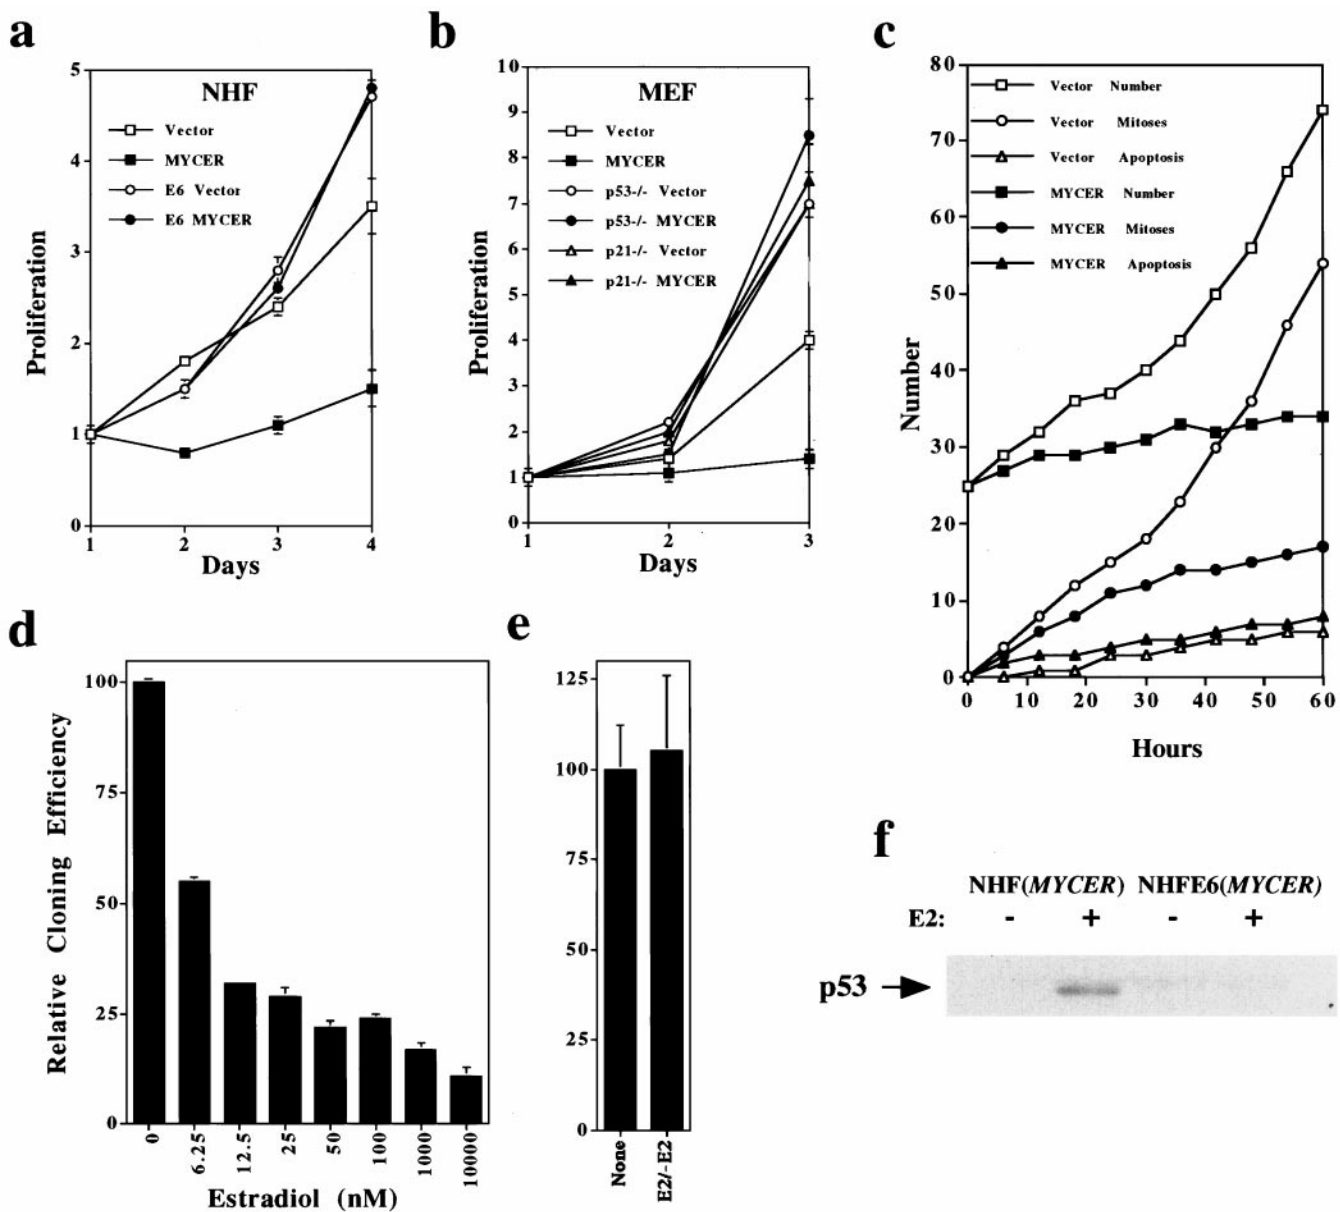 a
NHF
Vector
MYCER
E6 Vector
E6 MYCER
Proliferation
5
4
3
2
1
0
1 2 3 4
Days
b
MEF
Vector
MYCER
p53-/- Vector
p53-/- MYCER
p21-/- Vector
p21-/- MYCER
Proliferation
10
9
8
7
6
5
4
3
2
1
0
1 2 3
Days
c
Vector Number
Vector Mitoses
Vector Apoptosis
MYCER Number
MYCER Mitoses
MYCER Apoptosis
Number
80
70
60
50
40
30
20
10
0
0 10 20 30 40 50 60
Hours
d
Relative Cloning Efficiency
100
75
50
25
0
0 6.25 12.5 25 50 100 1000 10000
Estradiol (nM)
e
125
100
75
50
25
0
None E2/-E2
f
NHF(MYCER) NHFE6(MYCER)
E2: - + - +
p53